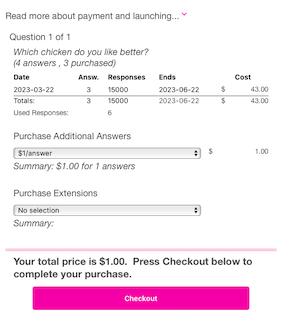 Read more about payment and launching...
Question 1 of 1
Which chicken do you like better?
(4 answers , 3 purchased)
Date Answ. Responses Ends Cost
2023-03-22 3 15000 2023-06-22 $ 43.00
Totals: 3 15000 2023-06-22 $ 43.00
Used Responses: 6
Purchase Additional Answers
$1/answer $ 1.00
Summary: $1.00 for 1 answers
Purchase Extensions
No selection
Summary:
Your total price is $1.00. Press Checkout below to
complete your purchase.
Checkout